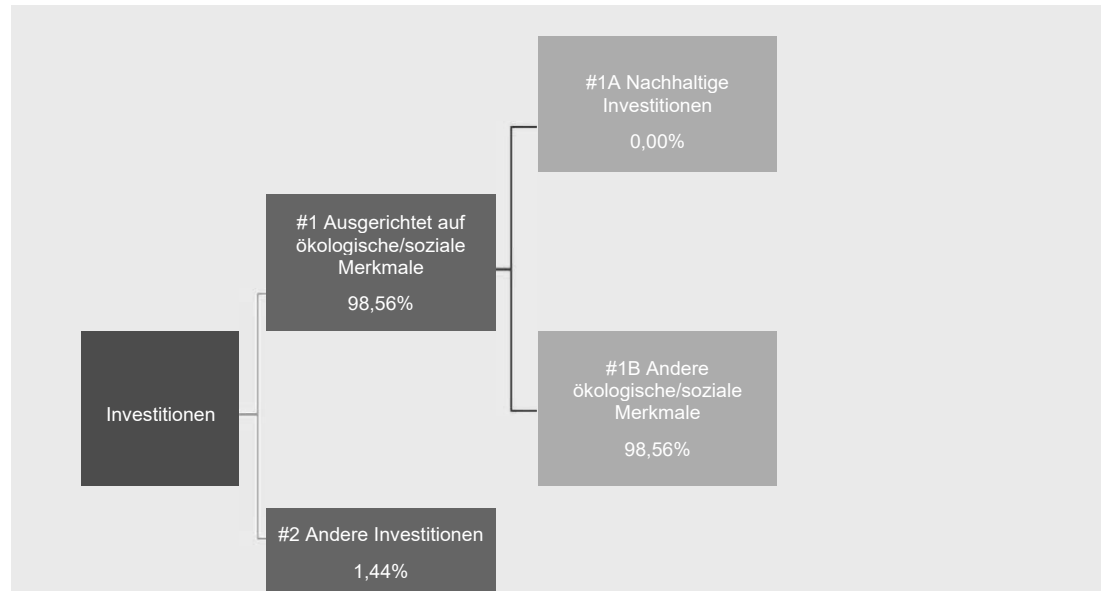 #1A Nachhaltige
Investitionen
0,00%
#1 Ausgerichtet auf
ökologische/soziale
Merkmale
98,56%
Investitionen
#1B Andere
ökologische/soziale
Merkmale
98,56%
#2 Andere Investitionen
1,44%